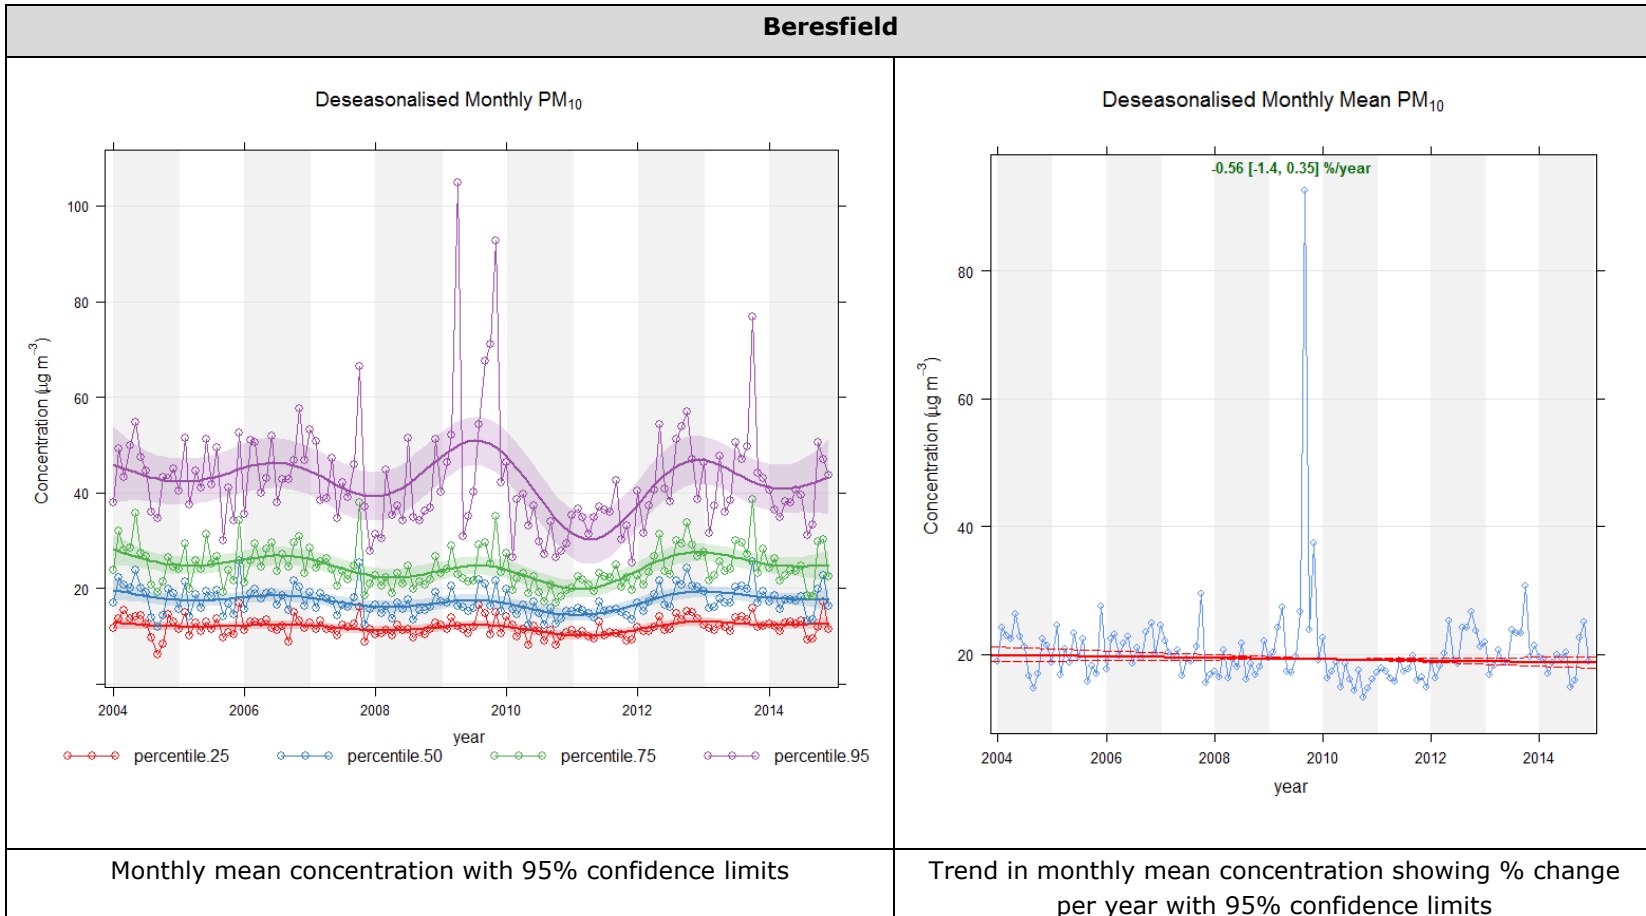 Beresfield
Deseasonalised Monthly PM₁₀
100
80
60
40
20
Concentration (µg m⁻³)
2004 2006 2008 2010 2012 2014
year
percentile.25 percentile.50 percentile.75 percentile.95
Deseasonalised Monthly Mean PM₁₀
-0.56 [-1.4, 0.35] %/year
80
60
40
20
Concentration (µg m⁻³)
2004 2006 2008 2010 2012 2014
year
Monthly mean concentration with 95% confidence limits
Trend in monthly mean concentration showing % change
per year with 95% confidence limits